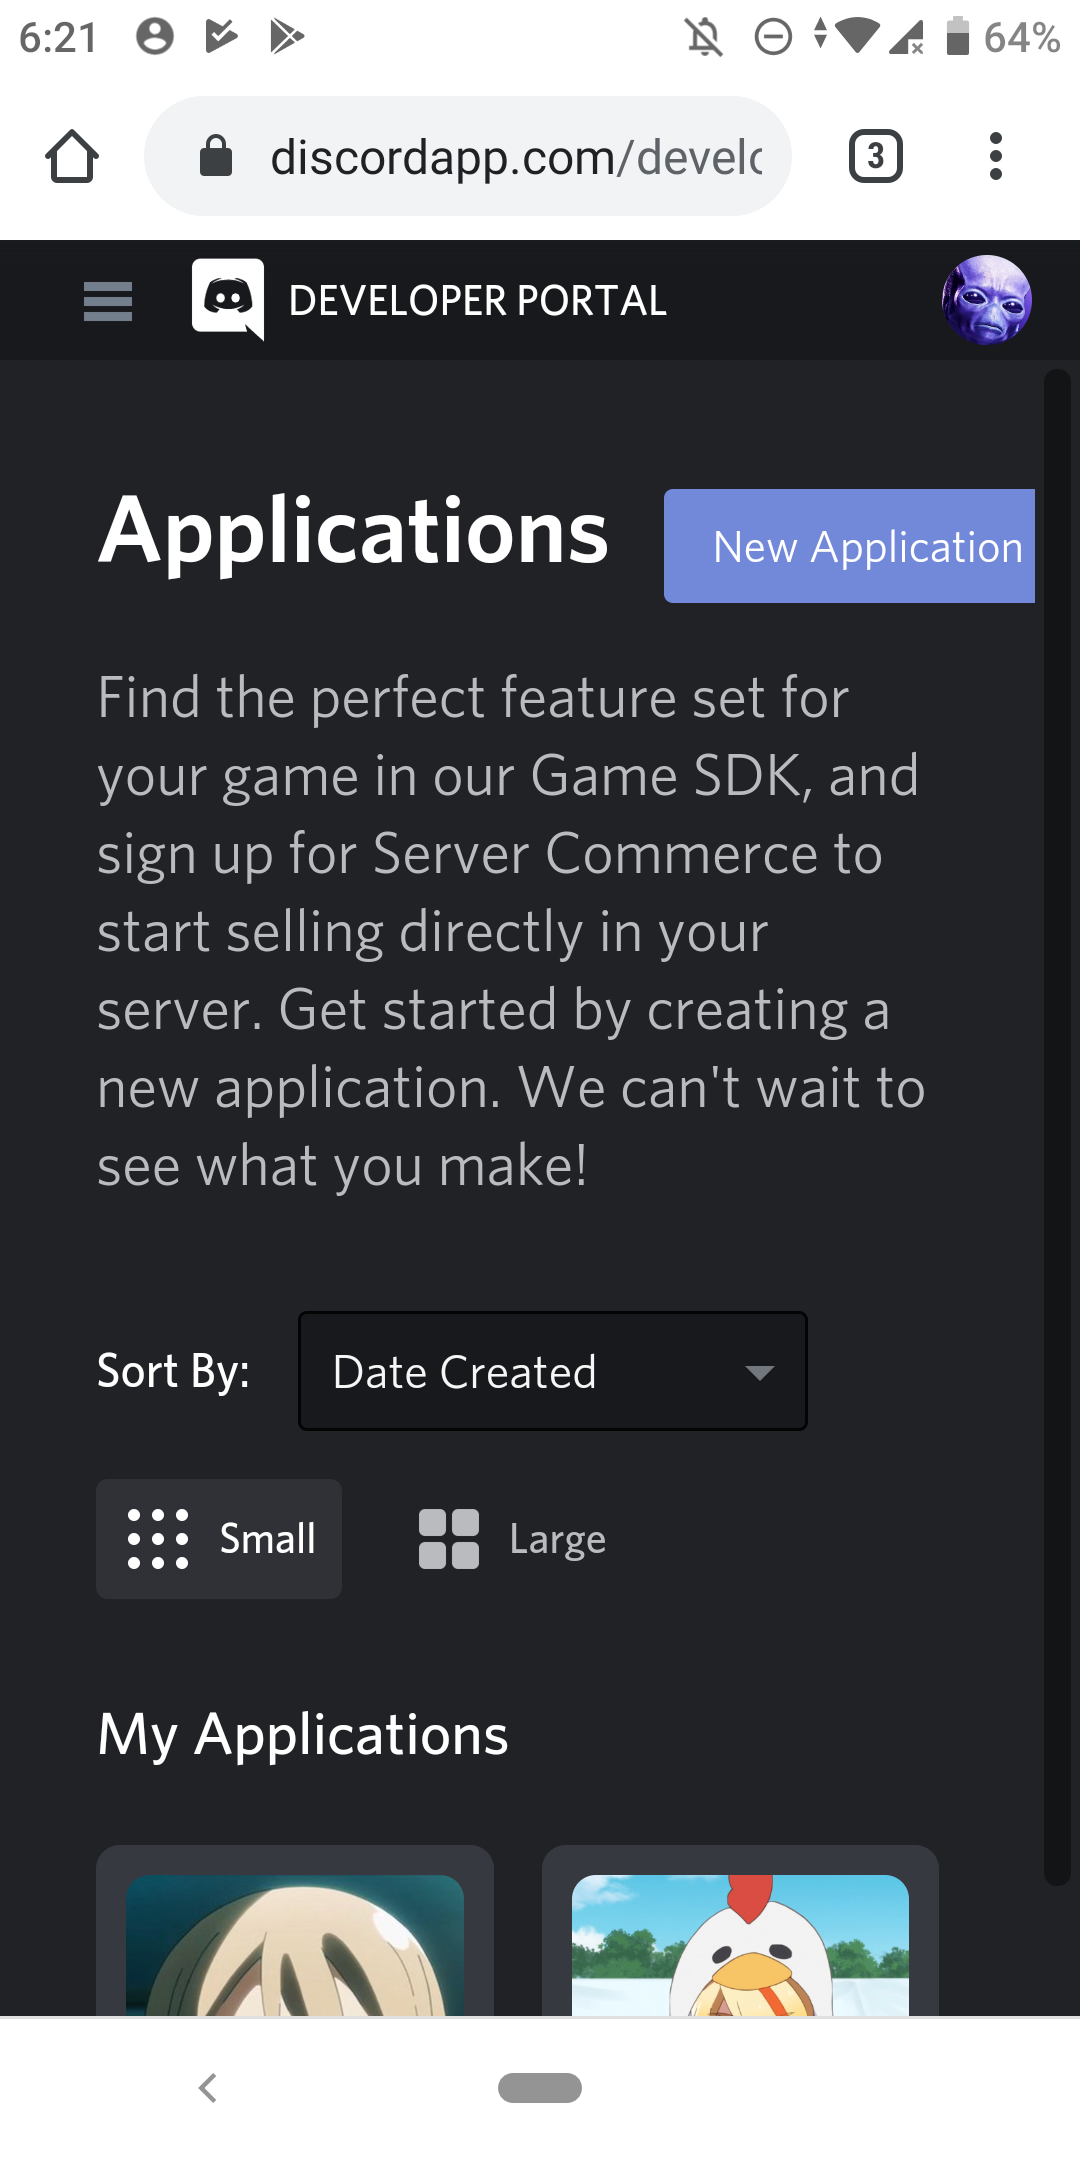 6:21
64%
discordapp.com/develo
3
DEVELOPER PORTAL
Applications
New Application
Find the perfect feature set for
your game in our Game SDK, and
sign up for Server Commerce to
start selling directly in your
server. Get started by creating a
new application. We can't wait to
see what you make!
Sort By:
Date Created
Small
Large
My Applications